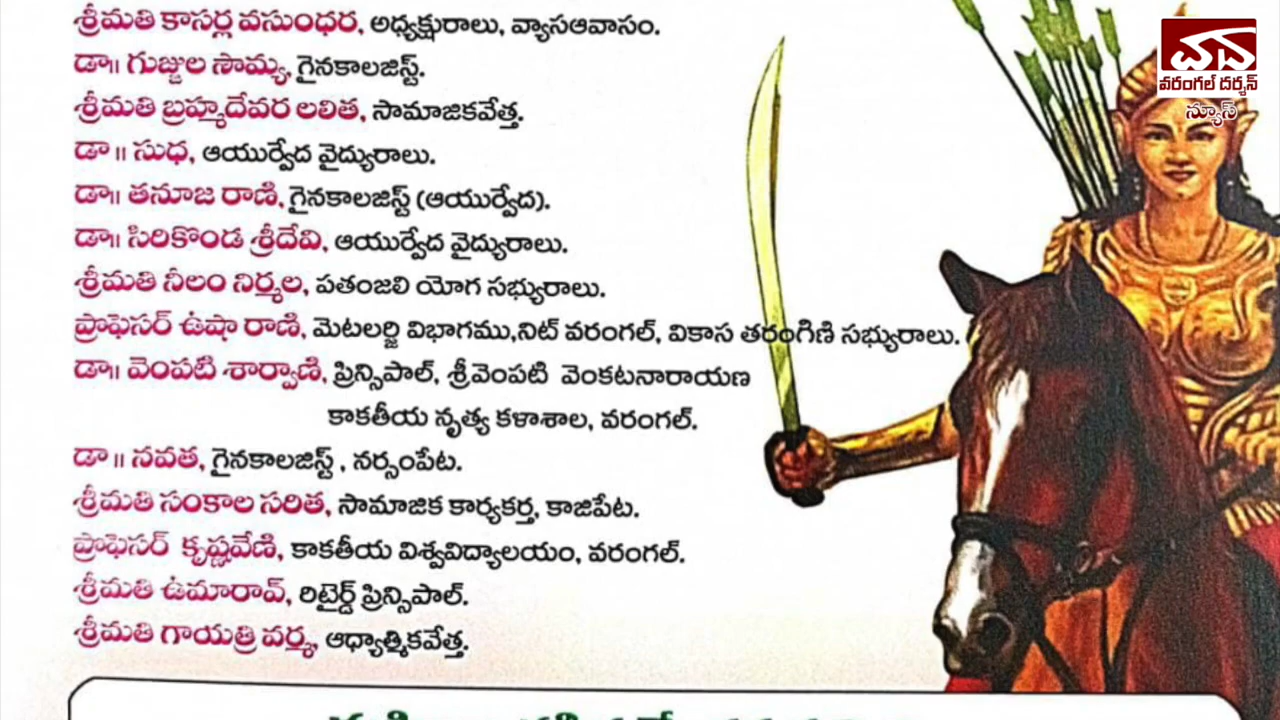 శ్రీమతి కాసర్ల వసుంధర, అధ్యక్షురాలు, వ్యాసఆవాసం.
డా॥ గుజ్జుల సౌమ్య, గైనకాలజిస్ట్.
శ్రీమతి బ్రహ్మదేవర లలిత, సామాజికవేత్త.
డా॥ సుధ, ఆయుర్వేద వైద్యురాలు.
డా॥ తనూజ రాణి, గైనకాలజిస్ట్ (ఆయుర్వేద).
డా॥ సిరికొండ శ్రీదేవి, ఆయుర్వేద వైద్యురాలు.
శ్రీమతి నీలం నిర్మల, పతంజలి యోగ సభ్యురాలు.
ప్రొఫెసర్ ఉషా రాణి, మెటలర్జి విభాగము,నిట్ వరంగల్, వికాస తరంగిణి సభ్యురాలు.
డా॥ వెంపటి శార్వాణి, ప్రిన్సిపాల్, శ్రీవెంపటి వెంకటనారాయణ
కాకతీయ నృత్య కళాశాల, వరంగల్.
డా॥ నవత, గైనకాలజిస్ట్, నర్సంపేట.
శ్రీమతి సంకాల సరిత, సామాజిక కార్యకర్త, కాజిపేట.
ప్రొఫెసర్ కృష్ణవేణి, కాకతీయ విశ్వవిద్యాలయం, వరంగల్.
శ్రీమతి ఉమారావ్, రిటైర్డ్ ప్రిన్సిపాల్.
శ్రీమతి గాయత్రి వర్మ, ఆధ్యాత్మికవేత్త.
వద
వరంగల్ దర్శన్
న్యూస్